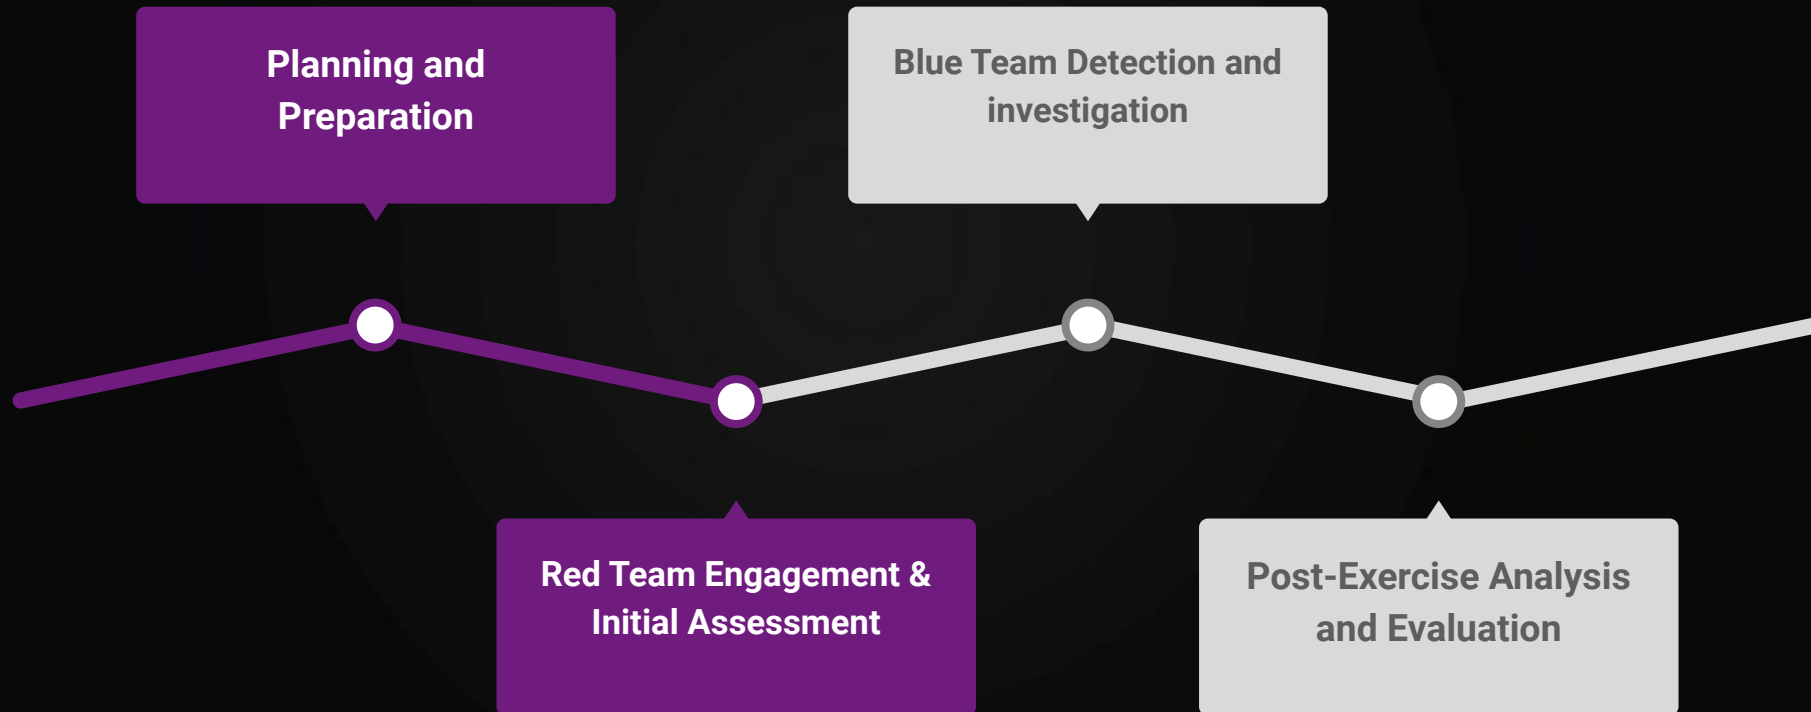 Planning and
Preparation
Blue Team Detection and
investigation
Red Team Engagement &
Initial Assessment
Post-Exercise Analysis
and Evaluation